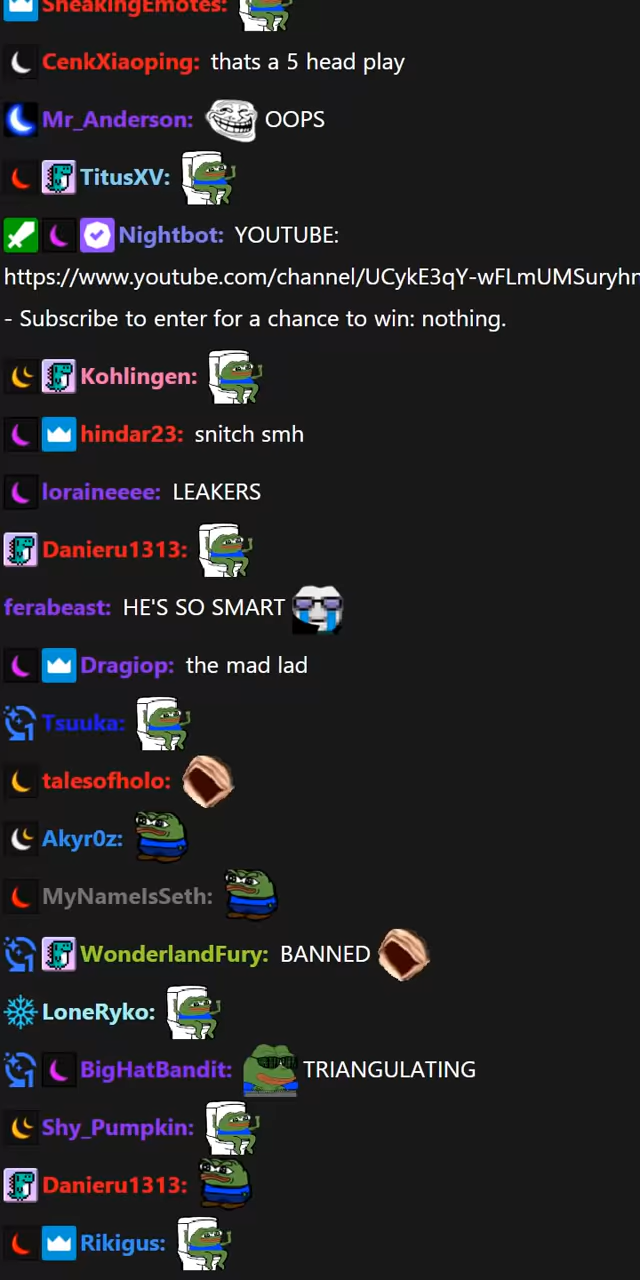 SneakingEmotes:
CenkXiaoping: thats a 5 head play
Mr_Anderson: OOPS
TitusXV:
Nightbot: YOUTUBE:
https://www.youtube.com/channel/UCykE3qY-wFLmUMSuryhn
- Subscribe to enter for a chance to win: nothing.
Kohlingen:
hindar23: snitch smh
loraineeee: LEAKERS
Danieru1313:
ferabeast: HE'S SO SMART
Dragiop: the mad lad
Tsuuka:
talesofholo:
Akyr0z:
MyNameIsSeth:
WonderlandFury: BANNED
LoneRyko:
BigHatBandit: TRIANGULATING
Shy_Pumpkin:
Danieru1313:
Rikigus: